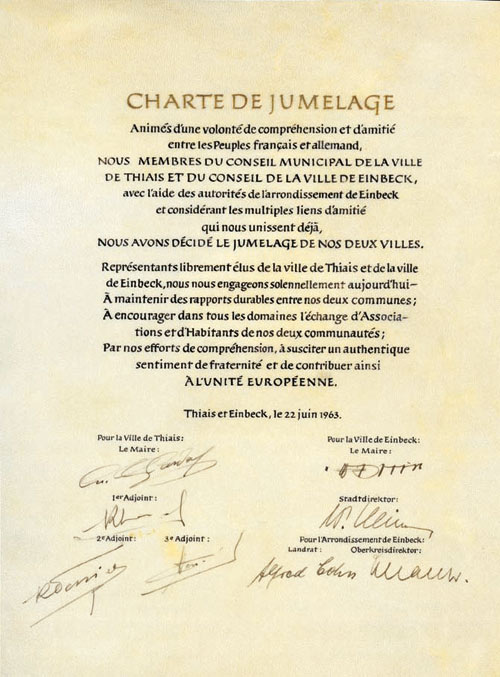 CHARTE DE JUMELAGE
Animés d'une volonté de compréhension et d'amitié
entre les Peuples français et allemand,
NOUS MEMBRES DU CONSEIL MUNICIPAL DE LA VILLE
DE THIAIS ET DU CONSEIL DE LA VILLE DE EINBECK,
avec l'aide des autorités de l'arrondissement de Einbeck
et considérant les multiples liens d'amitié
qui nous unissent déjà,
NOUS AVONS DÉCIDÉ LE JUMELAGE DE NOS DEUX VILLES.
Représentants librement élus de la ville de Thiais et de la ville
de Einbeck, nous nous engageons solennellement aujourd'hui-
À maintenir des rapports durables entre nos deux communes;
À encourager dans tous les domaines l'échange d'Associa-
tions et d'Habitants de nos deux communautés;
Par nos efforts de compréhension, à susciter un authentique
sentiment de fraternité et de contribuer ainsi
À L'UNITÉ EUROPÉENNE.
Thiais et Einbeck, le 22 juin 1963.
Pour la Ville de Thiais: Pour la Ville de Einbeck:
Le Maire: Le Maire:
1er Adjoint: Stadtdirektor:
2e Adjoint: 3e Adjoint: Pour l'Arrondissement de Einbeck:
Landrat: Oberkreisdirektor:
Alfred